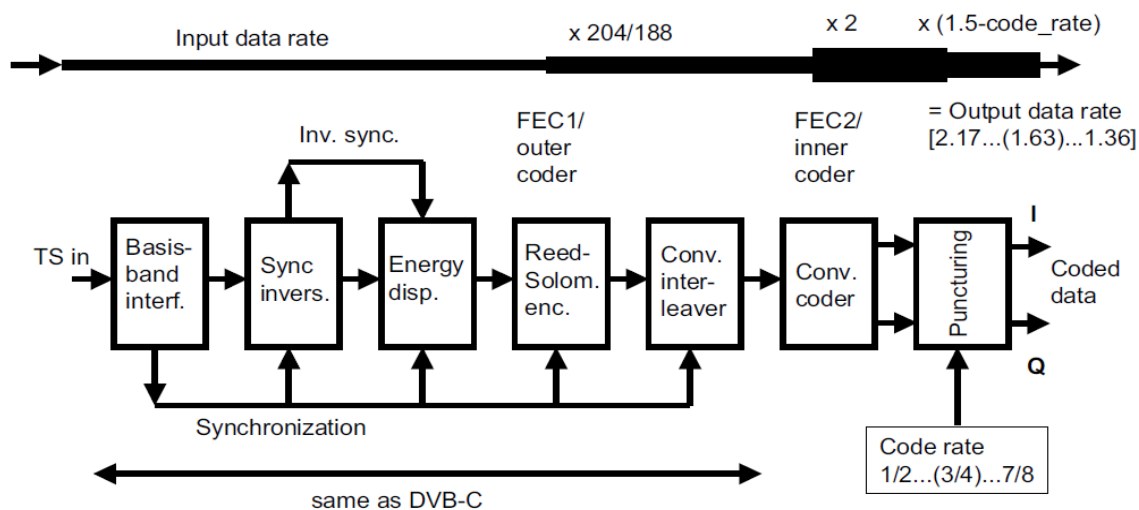 Input data rate
x 204/188
x 2
x (1.5-code_rate)
= Output data rate
[2.17...(1.63)...1.36]
Inv. sync.
FEC1/
outer
coder
FEC2/
inner
coder
TS in
Basis-
band
interf.
Sync
invers.
Energy
disp.
Reed-
Solom.
enc.
Conv.
inter-
leaver
Conv.
coder
Puncturing
I
Coded
data
Q
Synchronization
Code rate
1/2...(3/4)...7/8
same as DVB-C